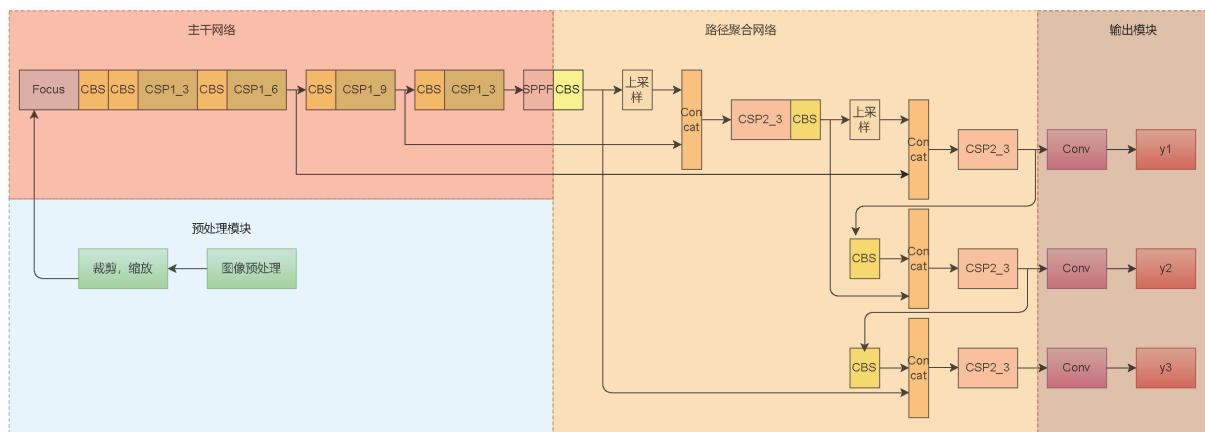 主干网络
路径聚合网络
输出模块
Focus
CBS
CBS
CSP1_3
CBS
CSP1_6
CBS
CSP1_9
CBS
CSP1_3
SPPF
CBS
上采
样
Con
cat
CSP2_3
CBS
上采
样
Con
cat
CSP2_3
Conv
y1
预处理模块
裁剪，缩放
图像预处理
CBS
Con
cat
CSP2_3
Conv
y2
CBS
Con
cat
CSP2_3
Conv
y3